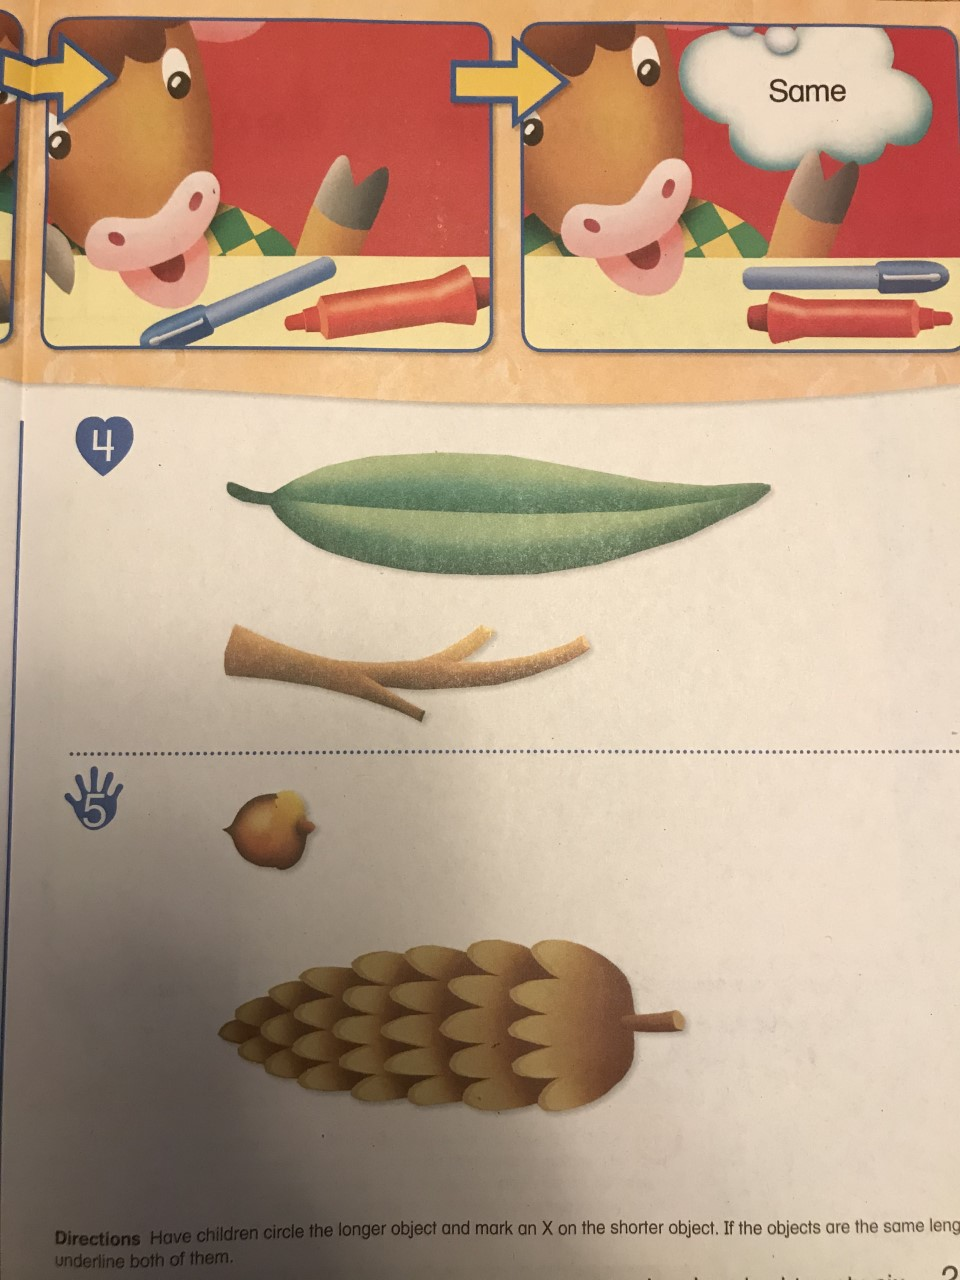 Same
4
5
Directions Have children circle the longer object and mark an X on the shorter object. If the objects are the same
underline both of them.